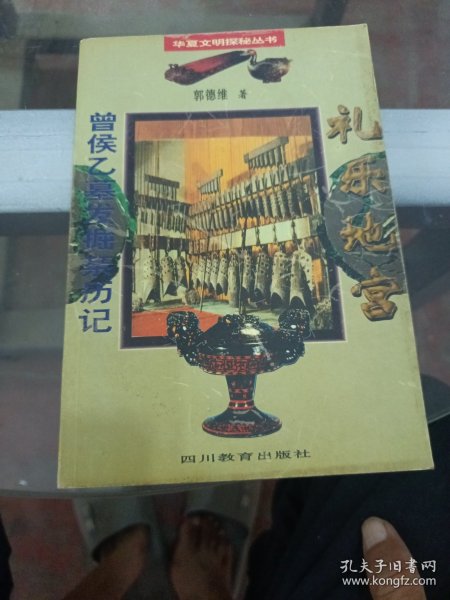 华夏文明探秘丛书
郭德维 著
礼乐地宫
曾侯乙墓发掘亲历记
四川教育出版社
孔夫子旧书网
www.kongfz.com